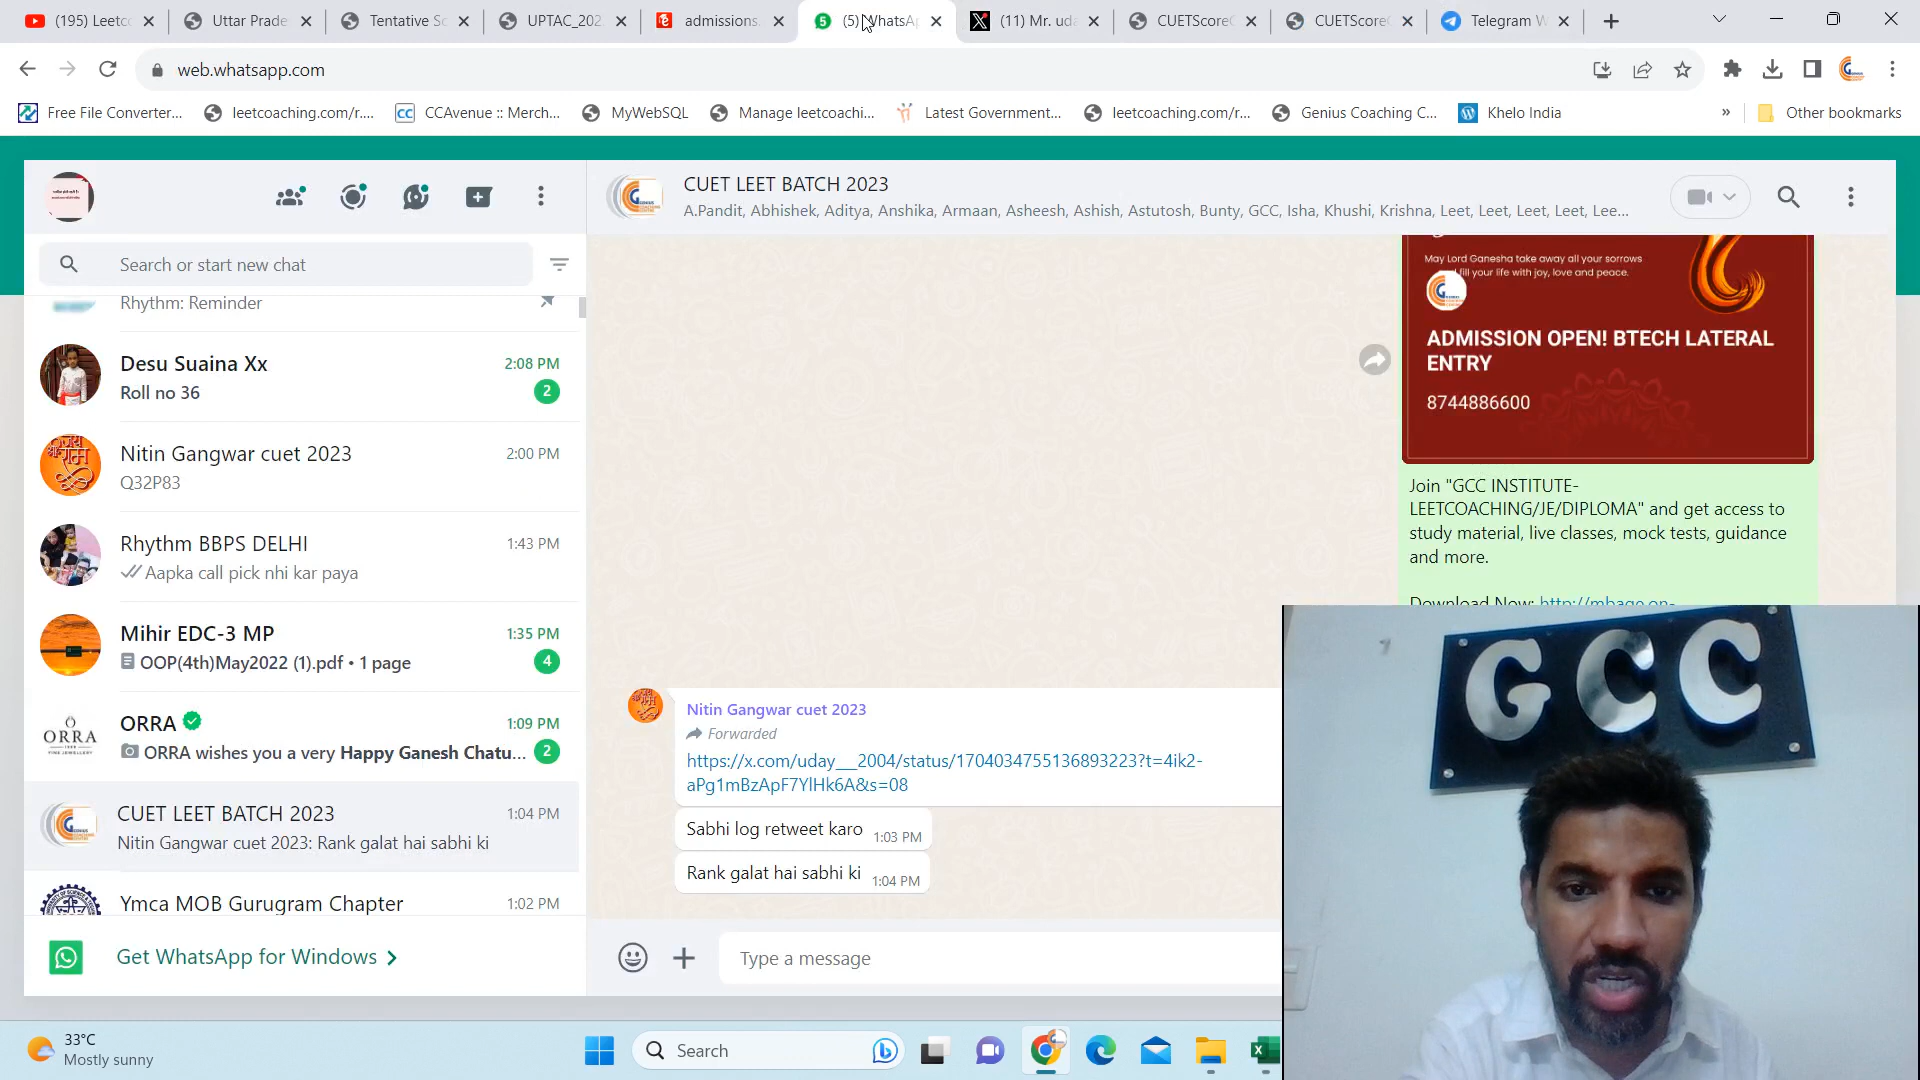 (195) Leetc
Uttar Prade
Tentative Sc
UPTAC_202
admissions.
(5) WhatsAp
(11) Mr. uda
CUETScoreC
CUETScoreC
Telegram W
web.whatsapp.com
Free File Converter...
leetcoaching.com/r....
CCAvenue :: Merch...
MyWebSQL
Manage leetcoachi...
Latest Government...
leetcoaching.com/r...
Genius Coaching C...
Khelo India
»
Other bookmarks
CUET LEET BATCH 2023
A.Pandit, Abhishek, Aditya, Anshika, Armaan, Asheesh, Ashish, Astutosh, Bunty, GCC, Isha, Khushi, Krishna, Leet, Leet, Leet, Leet, Lee...
Search or start new chat
Rhythm: Reminder
Desu Suaina Xx
2:08 PM
Roll no 36
2
Nitin Gangwar cuet 2023
2:00 PM
Q32P83
Rhythm BBPS DELHI
1:43 PM
Aapka call pick nhi kar paya
Mihir EDC-3 MP
1:35 PM
OOP(4th)May2022 (1).pdf • 1 page
4
ORRA
1:09 PM
ORRA wishes you a very Happy Ganesh Chatu...
2
ORRA
CUET LEET BATCH 2023
1:04 PM
Nitin Gangwar cuet 2023: Rank galat hai sabhi ki
Ymca MOB Gurugram Chapter
1:02 PM
Get WhatsApp for Windows
May Lord Ganesha take away all your sorrows
fill your life with joy, love and peace.
ADMISSION OPEN! BTECH LATERAL
ENTRY
8744886600
Join "GCC INSTITUTE-
LEETCOACHING/JE/DIPLOMA" and get access to
study material, live classes, mock tests, guidance
and more.
Download Now: http://mbage.on-
Nitin Gangwar cuet 2023
Forwarded
https://x.com/uday__2004/status/1704034755136893223?t=4ik2-
aPg1mBzApF7YlHk6A&s=08
Sabhi log retweet karo
1:03 PM
Rank galat hai sabhi ki
1:04 PM
Type a message
GCC
33°C
Mostly sunny
Search